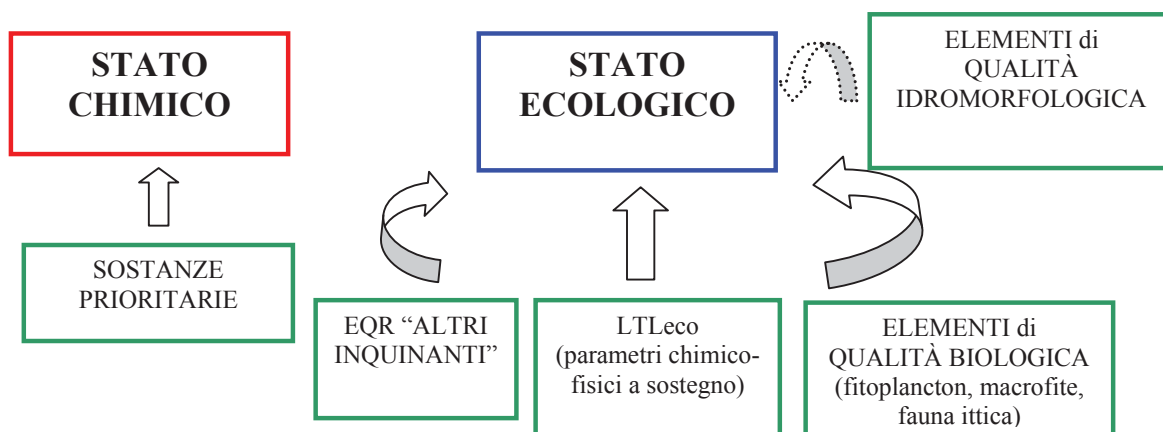 STATO
CHIMICO
STATO
ECOLOGICO
ELEMENTI di
QUALITÀ
IDROMORFOLOGICA
SOSTANZE
PRIORITARIE
EQR “ALTRI
INQUINANTI”
LTLeco
(parametri chimico-
fisici a sostegno)
ELEMENTI di
QUALITÀ BIOLOGICA
(fitoplancton, macrofite,
fauna ittica)